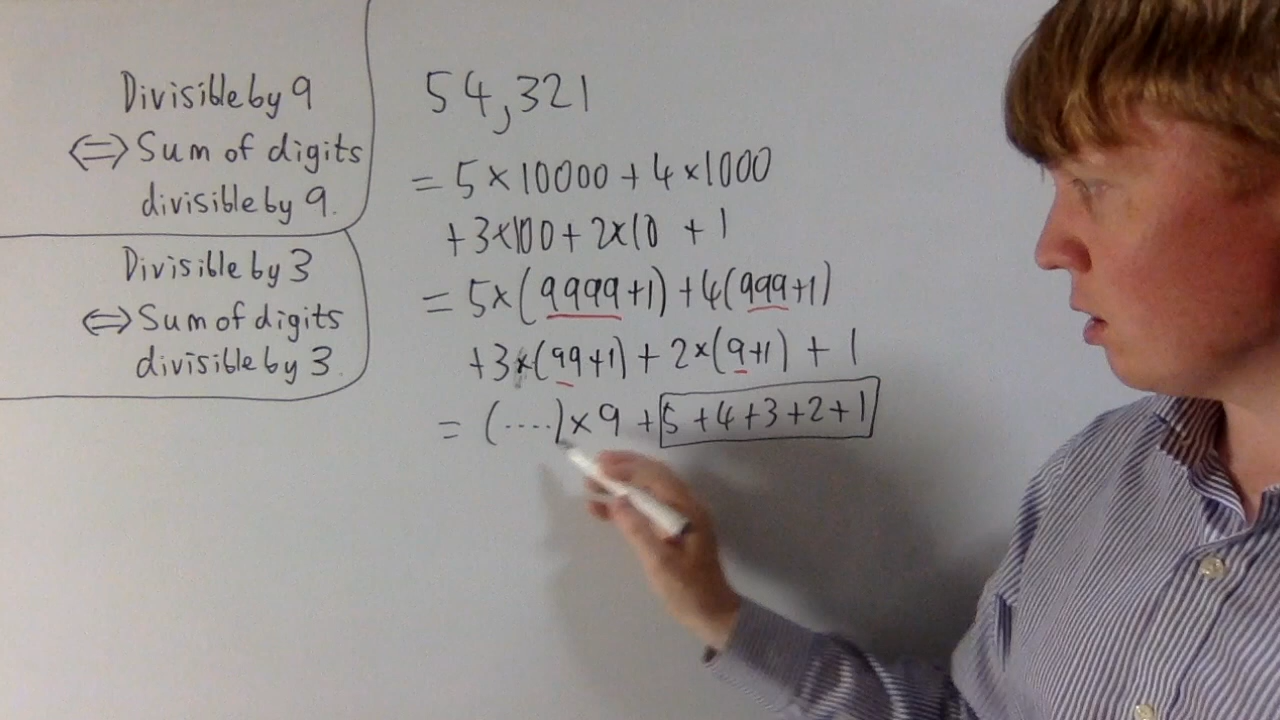 Divisible by 9
⇔ Sum of digits
divisible by 9.
Divisible by 3
⇔ Sum of digits
divisible by 3.
54,321
= 5 × 10000 + 4 × 1000
+ 3 × 100 + 2 × 10 + 1
= 5 × (9999 + 1) + 4(999 + 1)
+ 3 × (99 + 1) + 2 × (9 + 1) + 1
= (....) × 9 + 5 + 4 + 3 + 2 + 1